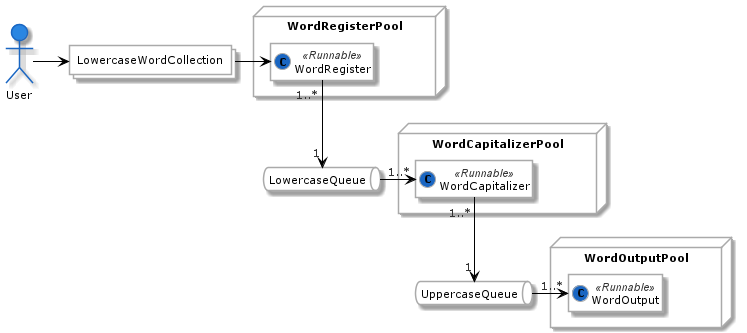 WordRegisterPool
«Runnable»
C
WordRegister
LowercaseWordCollection
User
1..*
1
LowercaseQueue
1..*
WordCapitalizerPool
«Runnable»
C
WordCapitalizer
1..*
1
UppercaseQueue
1..*
WordOutputPool
«Runnable»
C
WordOutput